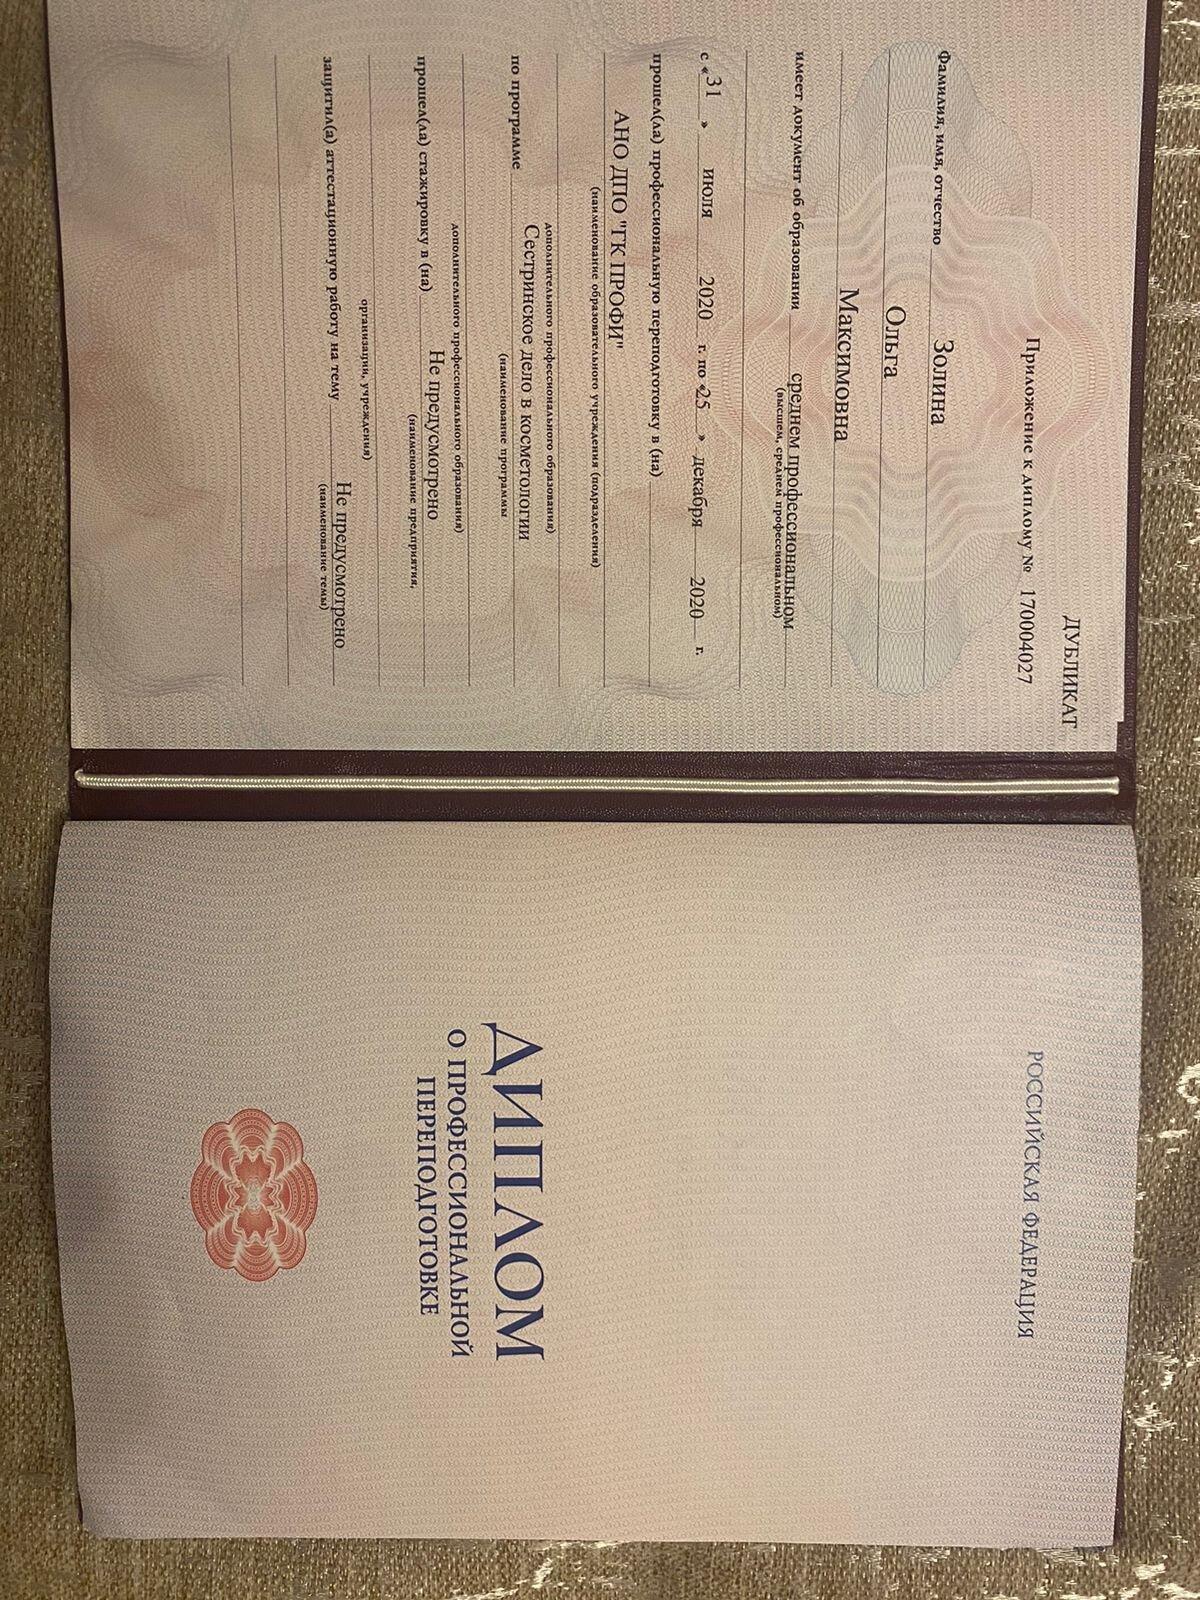 ДУБЛИКАТ
Приложение к диплому № 170004027
Фамилия, имя, отчество Золина
Ольга
Максимовна
имеет документ об образовании среднем профессиональном
(высшем, среднем профессиональном)
с «31» июля 2020 г. по «25» декабря 2020 г.
прошел(ла) профессиональную переподготовку в (на)
АНО ДПО "ГК ПРОФИ"
(наименование образовательного учреждения (подразделения)
дополнительного профессионального образования)
по программе Сестринское дело в косметологии
(наименование программы
дополнительного профессионального образования)
прошел(ла) стажировку в (на) Не предусмотрено
(наименование предприятия,
организации, учреждения)
защитил(а) аттестационную работу на тему Не предусмотрено
(наименование темы)
РОССИЙСКАЯ ФЕДЕРАЦИЯ
ДИПЛОМ
О ПРОФЕССИОНАЛЬНОЙ
ПЕРЕПОДГОТОВКЕ